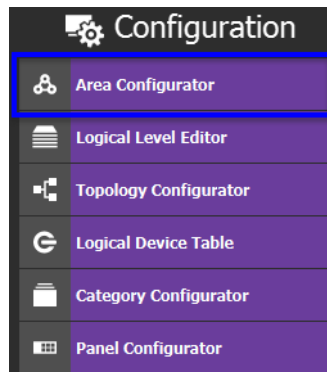 Configuration
Area Configurator
Logical Level Editor
Topology Configurator
Logical Device Table
Category Configurator
Panel Configurator